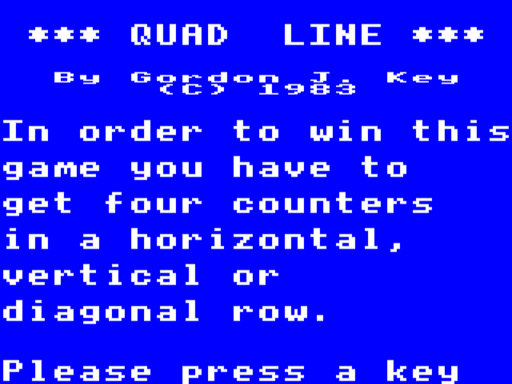 *** QUAD  LINE ***
By Gordon J. Key
(C) 1983
In order to win this
game you have to
get four counters
in a horizontal,
vertical or
diagonal row.
Please press a key